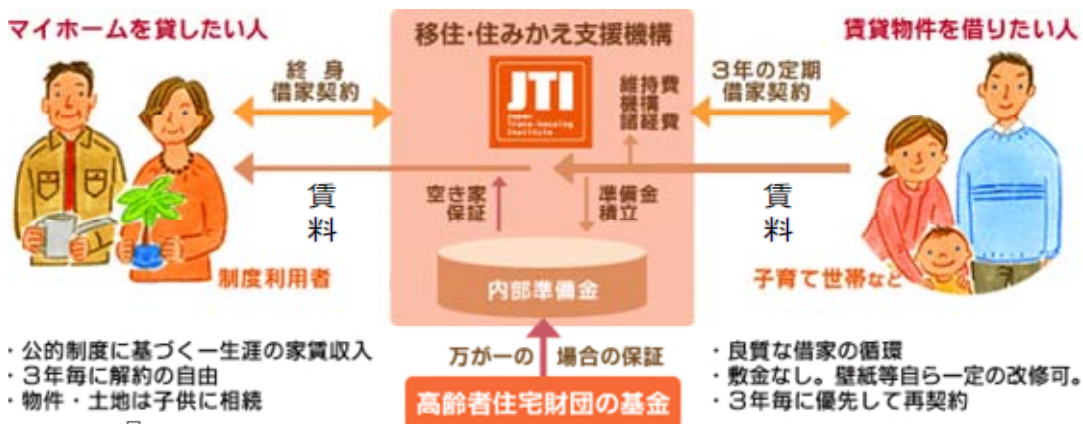 マイホームを貸したい人
終身
借家契約
賃料
制度利用者
・公的制度に基づく一生涯の家賃収入
・3年毎に解約の自由
・物件・土地は子供に相続
移住・住みかえ支援機構
JTI
Japan
Trans-housing
Institute
維持費
機構
諸経費
空き家
保証
準備金
積立
内部準備金
万が一の 場合の保証
高齢者住宅財団の基金
賃貸物件を借りたい人
3年の定期
借家契約
賃料
子育て世帯など
・良質な借家の循環
・敷金なし。壁紙等自ら一定の改修可。
・3年毎に優先して再契約